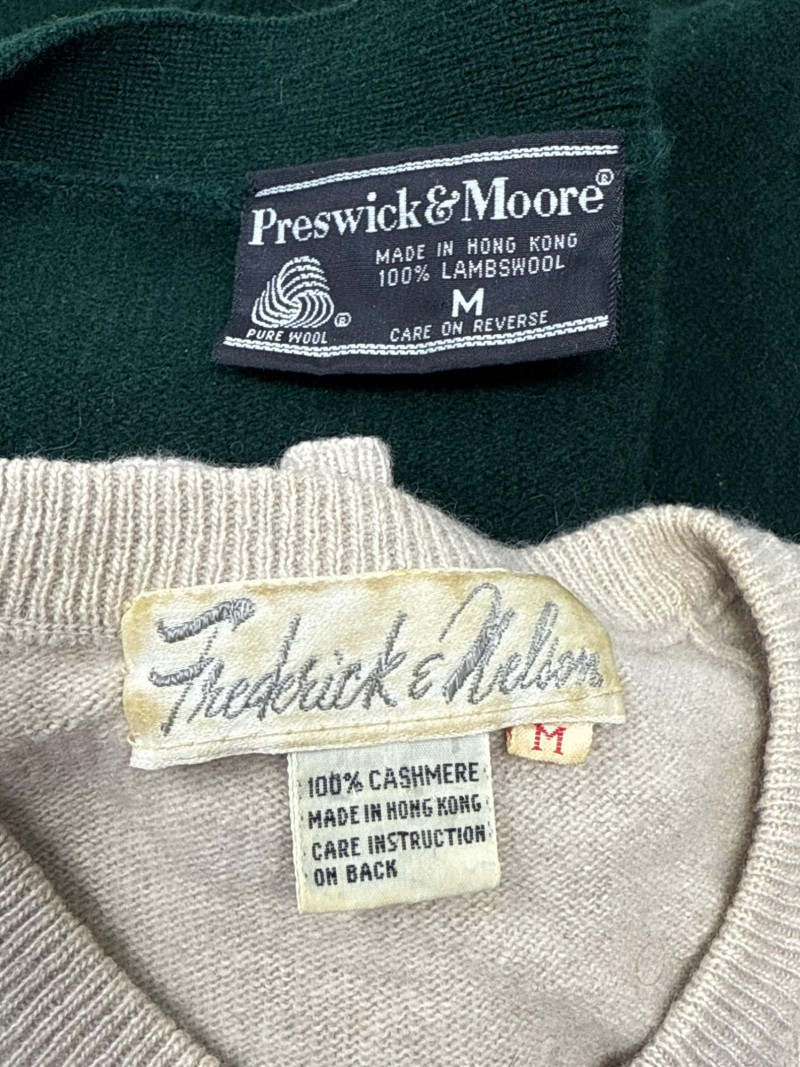 Preswick&Moore®
MADE IN HONG KONG
100% LAMBSWOOL
M
CARE ON REVERSE
®
PURE WOOL
Frederick & Nelson
M
100% CASHMERE
MADE IN HONG KONG
CARE INSTRUCTION
ON BACK